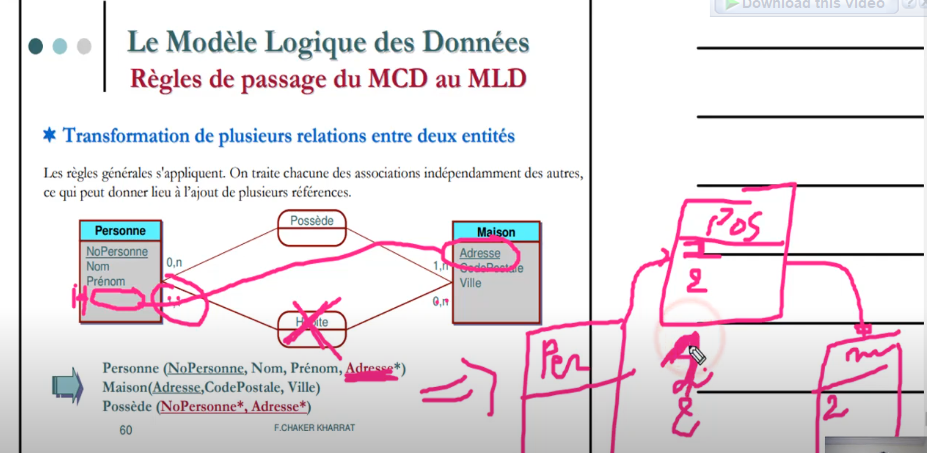 Download this video
Le Modèle Logique des Données
Règles de passage du MCD au MLD
Transformation de plusieurs relations entre deux entités
Les règles générales s'appliquent. On traite chacune des associations indépendamment des autres,
ce qui peut donner lieu à l'ajout de plusieurs références.
Possède
Personne
NoPersonne
Nom
Prénom
0,n
1,n
Maison
Adresse
CodePostale
Ville
0,n
Habite
Pos
1
2
Per
m
2
Personne (NoPersonne, Nom, Prénom, Adresse*)
Maison(Adresse,CodePostale, Ville)
Possède (NoPersonne*, Adresse*)
60
F.CHAKER KHARRAT